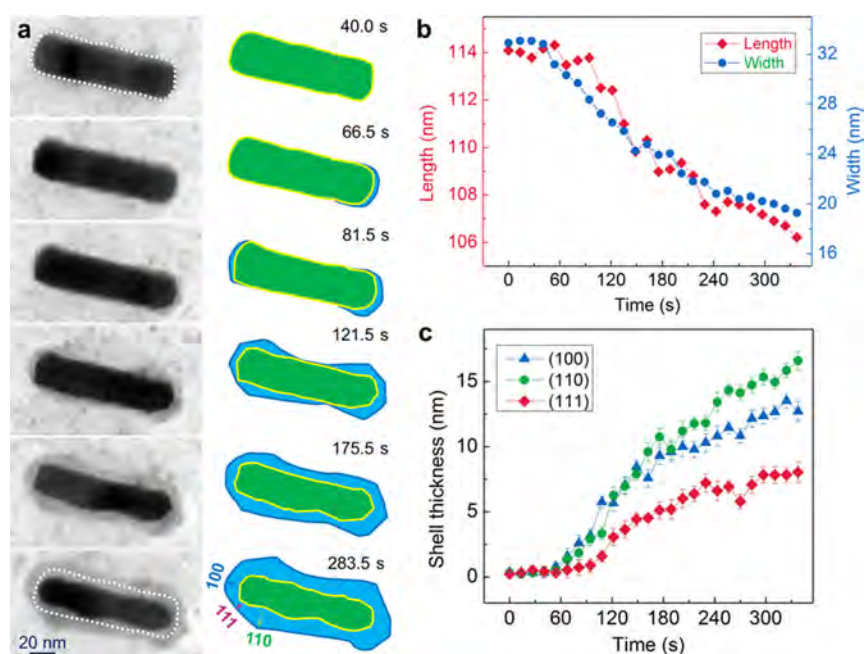 a
40.0 s
66.5 s
81.5 s
121.5 s
175.5 s
283.5 s
100
111
110
20 nm
b
Length
Width
114
112
110
108
106
Length (nm)
32
28
24
20
16
Width (nm)
0 60 120 180 240 300
Time (s)
c
(100)
(110)
(111)
15
10
5
0
Shell thickness (nm)
0 60 120 180 240 300
Time (s)